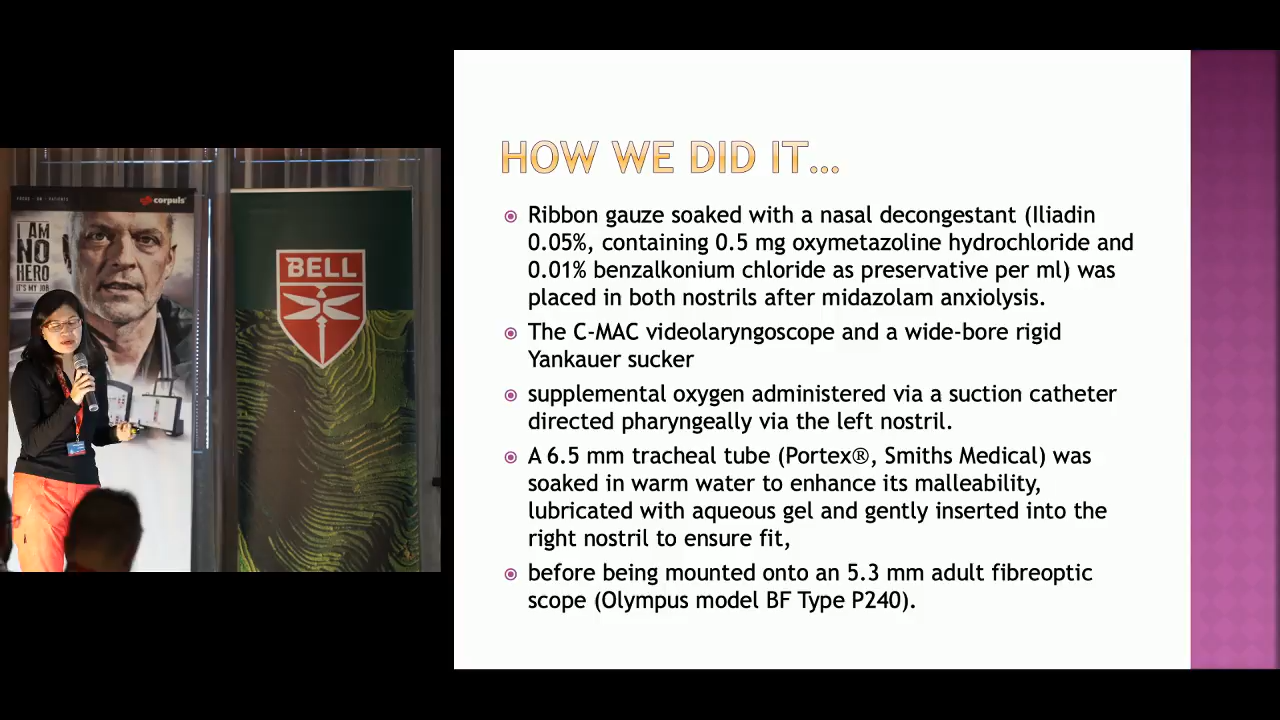 FOCUS · ON · PATIENTS
corpuls
I AM
NO
HERO
IT'S MY JOB
BELL
HOW WE DID IT…
Ribbon gauze soaked with a nasal decongestant (Iliadin
0.05%, containing 0.5 mg oxymetazoline hydrochloride and
0.01% benzalkonium chloride as preservative per ml) was
placed in both nostrils after midazolam anxiolysis.
The C-MAC videolaryngoscope and a wide-bore rigid
Yankauer sucker
supplemental oxygen administered via a suction catheter
directed pharyngeally via the left nostril.
A 6.5 mm tracheal tube (Portex®, Smiths Medical) was
soaked in warm water to enhance its malleability,
lubricated with aqueous gel and gently inserted into the
right nostril to ensure fit,
before being mounted onto an 5.3 mm adult fibreoptic
scope (Olympus model BF Type P240).